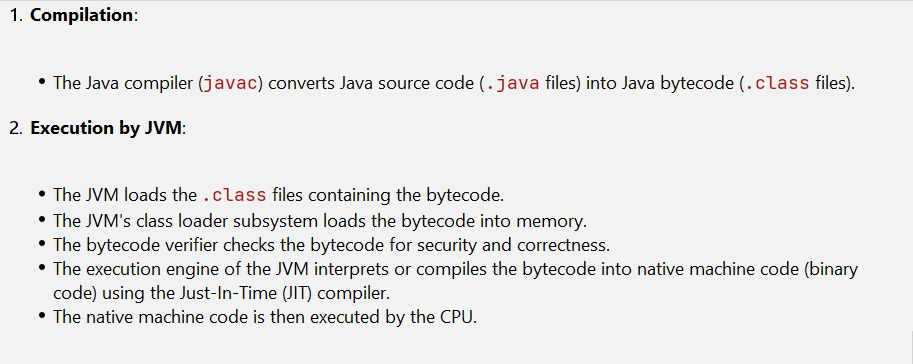 1. Compilation:
• The Java compiler (javac) converts Java source code (.java files) into Java bytecode (.class files).
2. Execution by JVM:
• The JVM loads the .class files containing the bytecode.
• The JVM's class loader subsystem loads the bytecode into memory.
• The bytecode verifier checks the bytecode for security and correctness.
• The execution engine of the JVM interprets or compiles the bytecode into native machine code (binary
code) using the Just-In-Time (JIT) compiler.
• The native machine code is then executed by the CPU.